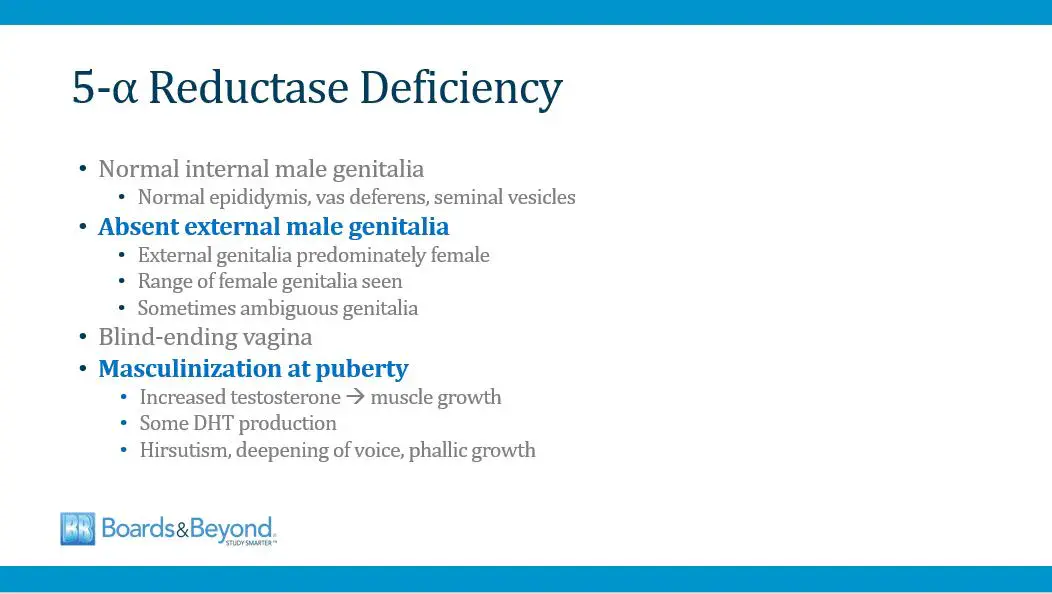 5-α Reductase Deficiency
• Normal internal male genitalia
• Normal epididymis, vas deferens, seminal vesicles
• Absent external male genitalia
• External genitalia predominately female
• Range of female genitalia seen
• Sometimes ambiguous genitalia
• Blind-ending vagina
• Masculinization at puberty
• Increased testosterone → muscle growth
• Some DHT production
• Hirsutism, deepening of voice, phallic growth
BB Boards&Beyond.
STUDY SMARTER™